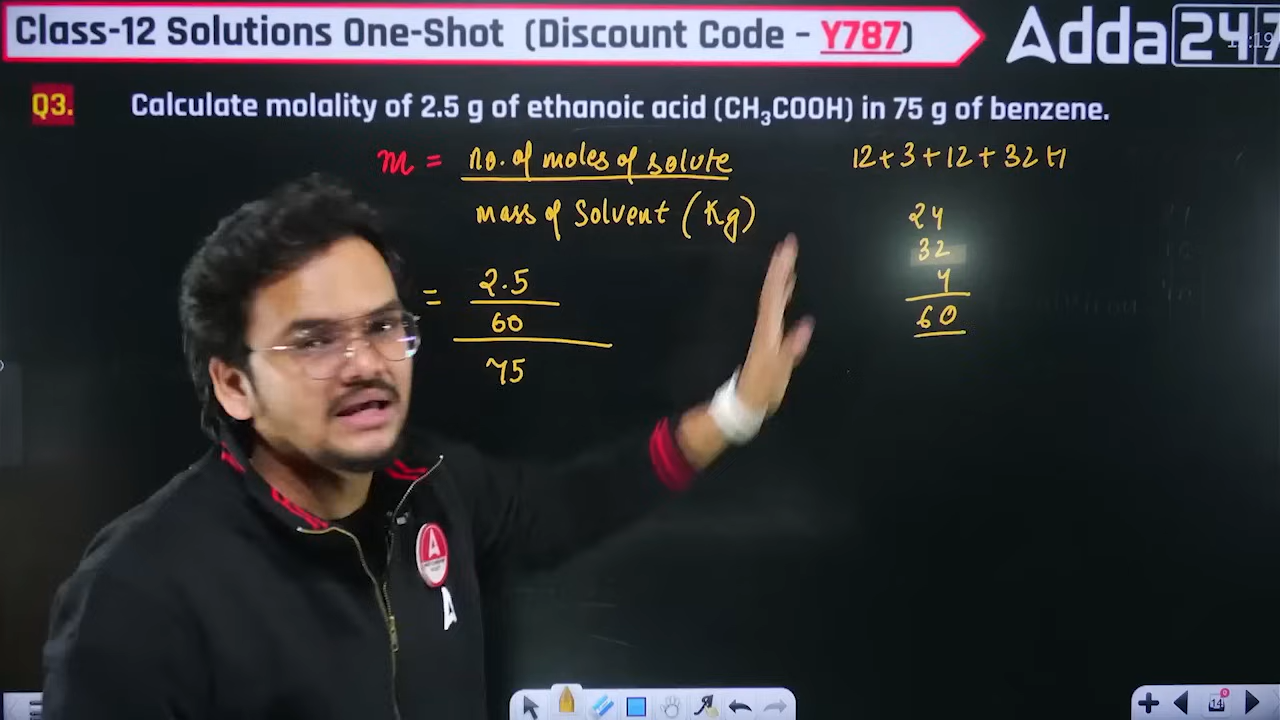 Class-12 Solutions One-Shot (Discount Code - Y787)
Adda247
Q3. Calculate molality of 2.5 g of ethanoic acid (CH₃COOH) in 75 g of benzene.
m = no. of moles of solute
mass of Solvent (Kg)
12+3+12+32+1
24
32
4
60
= 2.5
60
75
A
A
14